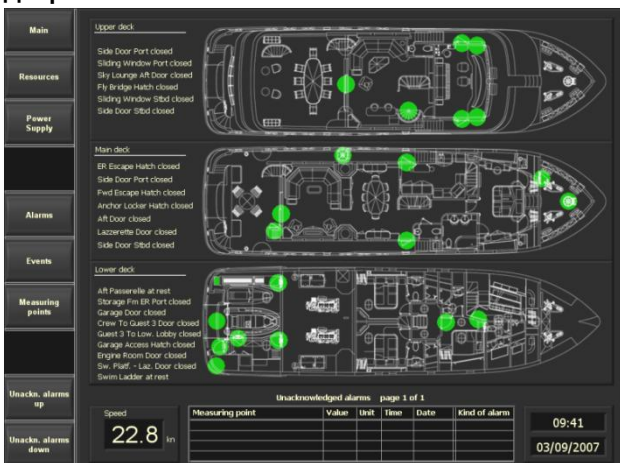 Main
Resources
Power
Supply
Alarms
Events
Measuring
points
Unackn. alarms
up
Unackn. alarms
down
Upper deck
Side Door Port closed
Sliding Window Port closed
Sky Lounge Aft Door closed
Fly Bridge Hatch closed
Sliding Window Stbd closed
Side Door Stbd closed
Main deck
ER Escape Hatch closed
Side Door Port closed
Fwd Escape Hatch closed
Anchor Locker Hatch closed
Aft Door closed
Lazzerette Door closed
Side Door Stbd closed
Lower deck
Aft Passerelle at rest
Storage Fm ER Port closed
Garage Door closed
Crew To Guest 3 Door closed
Guest 3 To Low. Lobby closed
Garage Access Hatch closed
Engine Room Door closed
Sw. Platf. - Laz. Door closed
Swim Ladder at rest
Unacknowledged alarms page 1 of 1
Speed
22.8 kn
Measuring point Value Unit Time Date Kind of alarm
09:41
03/09/2007